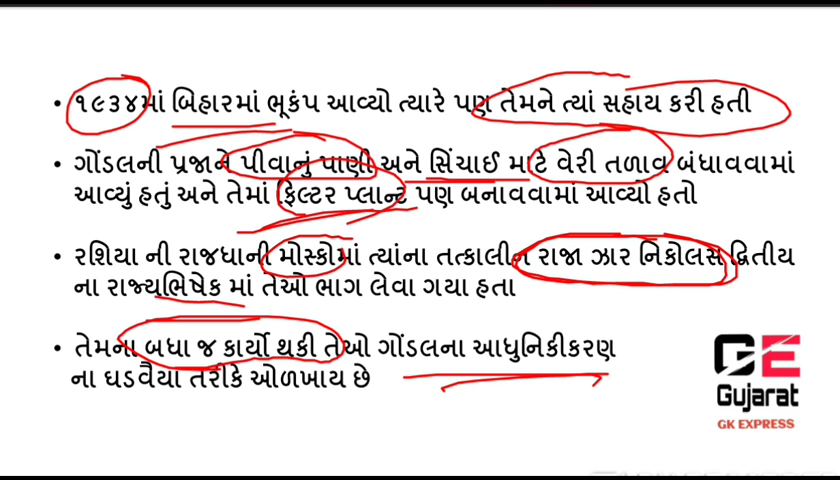 • ૧૯૩૪માં બિહારમાં ભૂકંપ આવ્યો ત્યારે પણ તેમને ત્યાં સહાય કરી હતી
• ગોંડલની પ્રજાને પીવાનું પાણી અને સિંચાઈ માટે વેરી તળાવ બંધાવવામાં
આવ્યું હતું અને તેમાં ફિલ્ટર પ્લાન્ટ પણ બનાવવામાં આવ્યો હતો
• રશિયા ની રાજધાની મોસ્કોમાં ત્યાંના તત્કાલીન રાજા ઝાર નિકોલસ દ્વિતીય
ના રાજ્યભિષેક માં તેઓ ભાગ લેવા ગયા હતા
• તેમના બધા જ કાર્યો થકી તેઓ ગોંડલના આધુનિકીકરણ
ના ઘડવૈયા તરીકે ઓળખાય છે
GE
Gujarat
GK EXPRESS